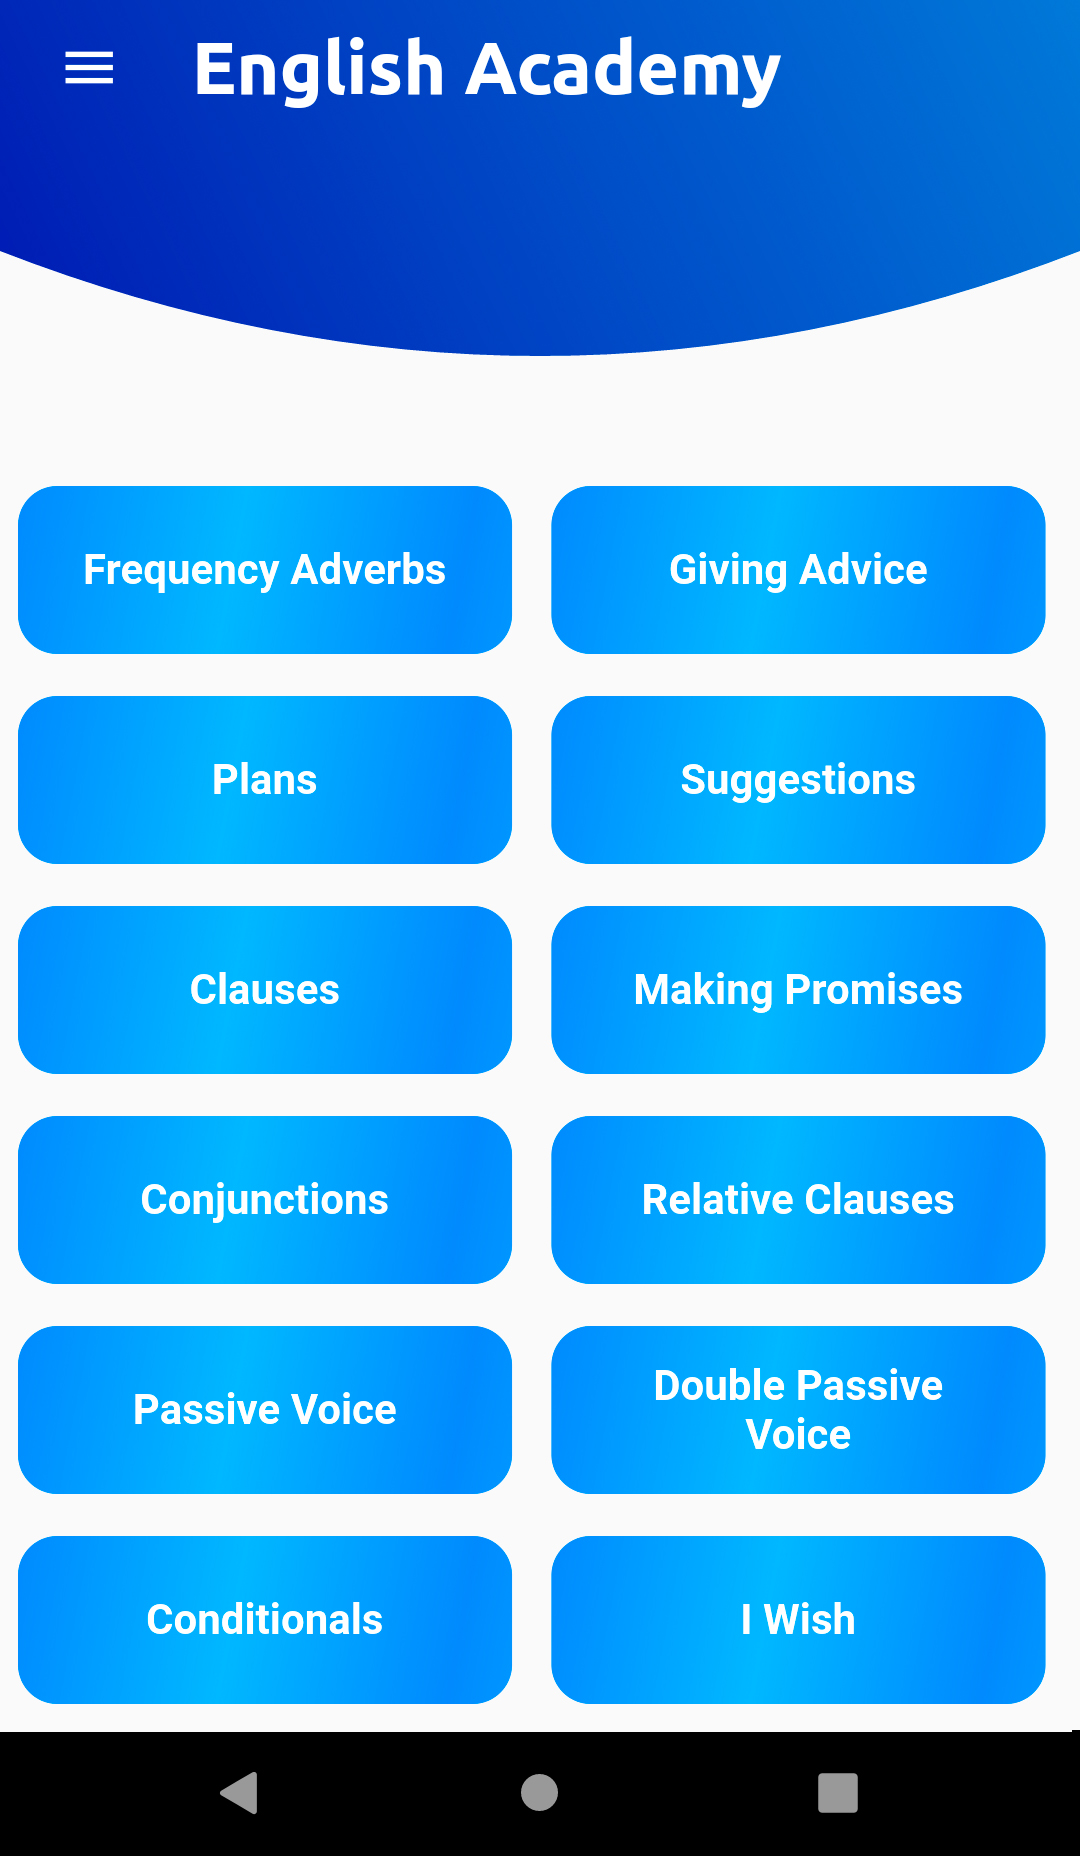 English Academy
Frequency Adverbs
Giving Advice
Plans
Suggestions
Clauses
Making Promises
Conjunctions
Relative Clauses
Passive Voice
Double Passive
Voice
Conditionals
I Wish